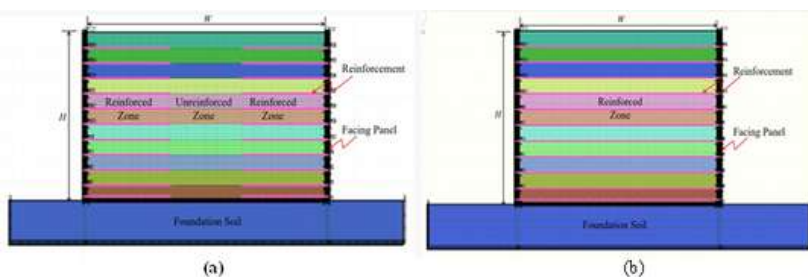 W
H
Reinforcement
Reinforced Unreinforced Reinforced
Zone Zone Zone
Facing Panel
Foundation Soil
(a)
W
H
Reinforcement
Reinforced
Zone
Facing Panel
Foundation Soil
(b)